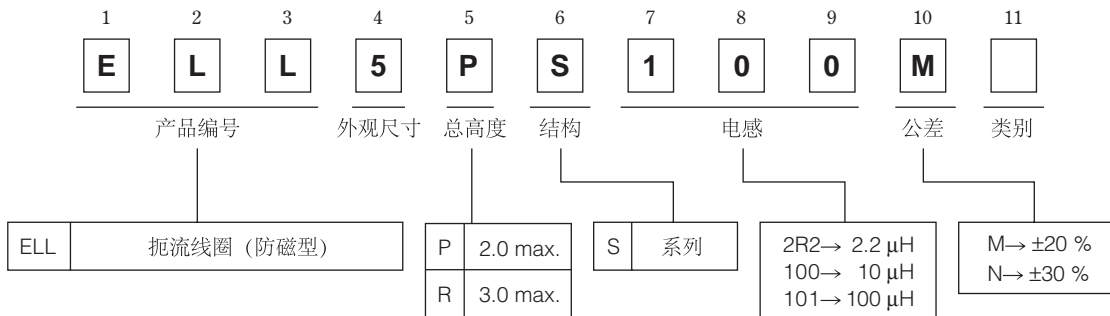 1 2 3 4 5 6 7 8 9 10 11
E L L 5 P S 1 0 0 M
产品编号 外观尺寸 总高度 结构 电感 公差 类别
ELL 扼流线圈 (防磁型)
P 2.0 max.
R 3.0 max.
S 系列
2R2→ 2.2 μH
100→ 10 μH
101→ 100 μH
M→ ±20 %
N→ ±30 %